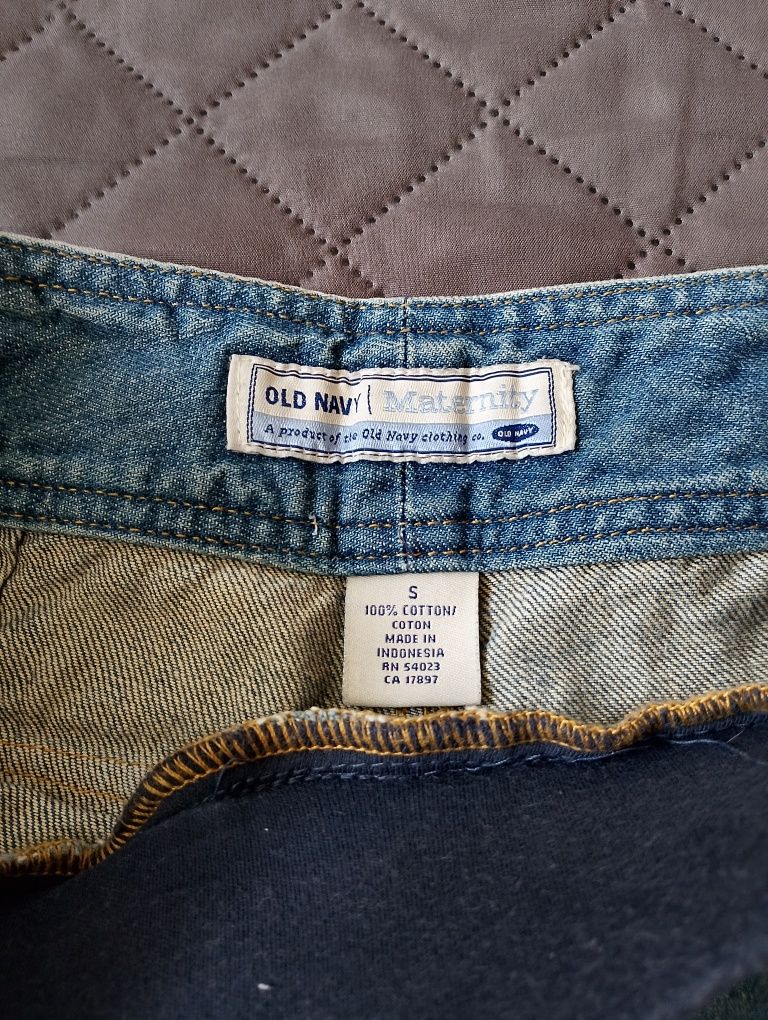 OLD NAVY | Maternity
A product of the Old Navy clothing co. OLD NAVY
S
100% COTTON/
COTON
MADE IN
INDONESIA
RN 54023
CA 17897